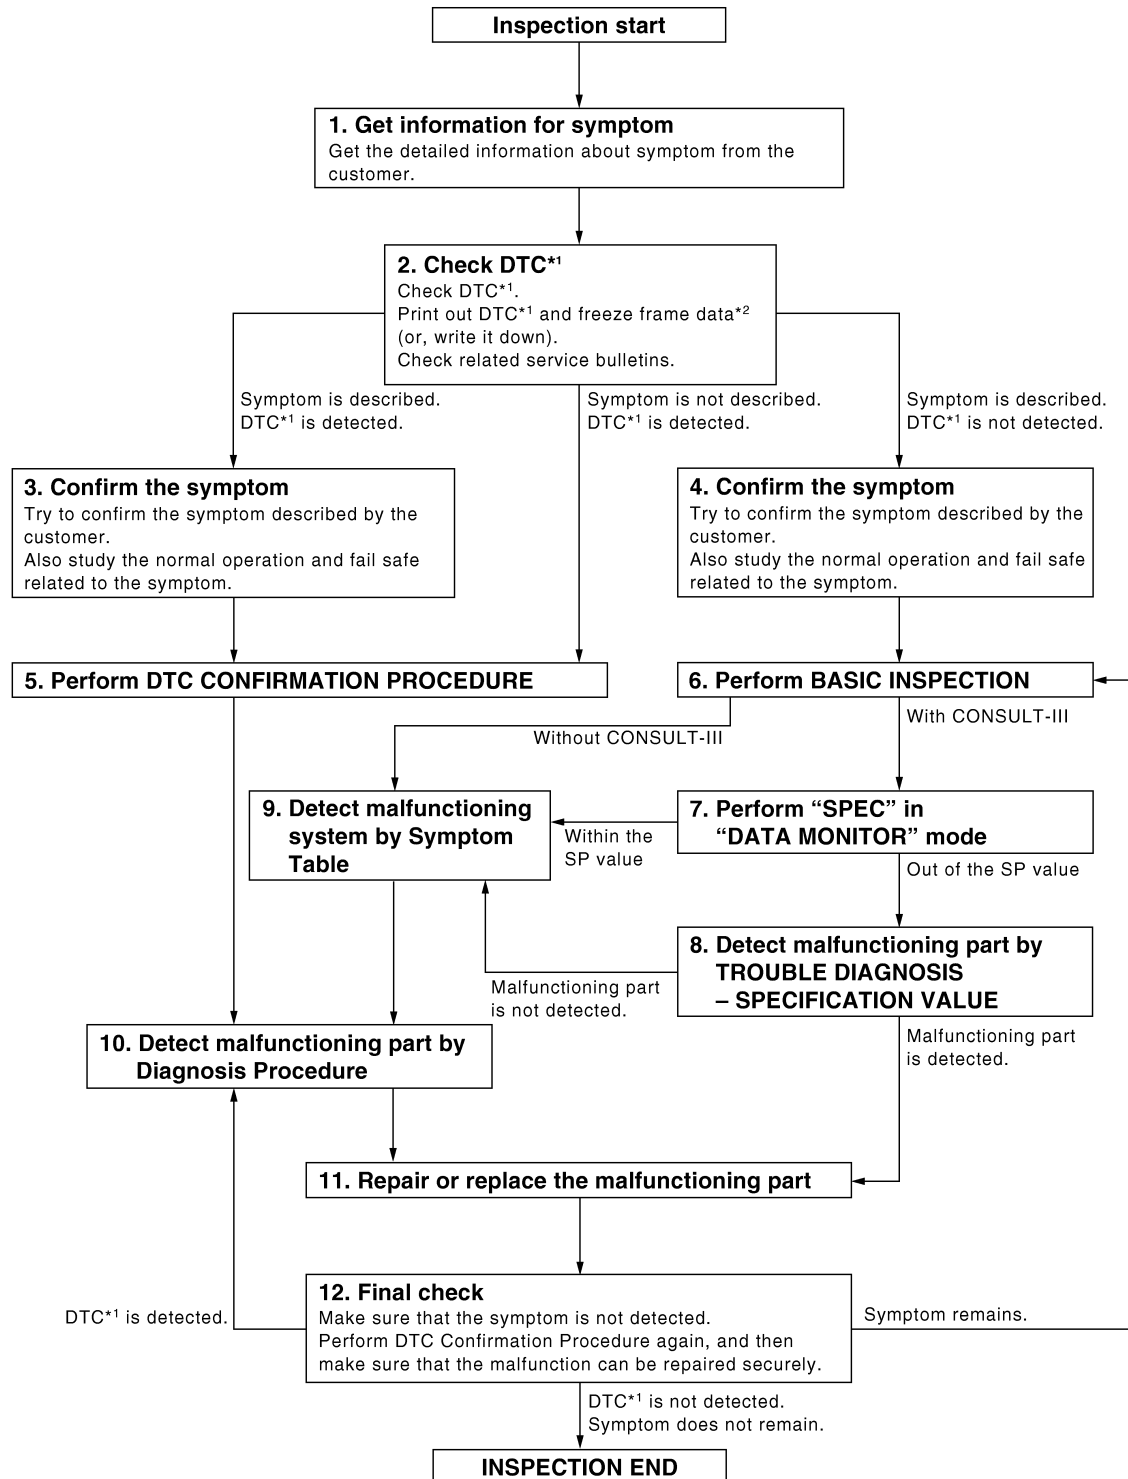 Inspection start
1. Get information for symptom
Get the detailed information about symptom from the
customer.
2. Check DTC*1
Check DTC*1.
Print out DTC*1 and freeze frame data*2
(or, write it down).
Check related service bulletins.
Symptom is described.
DTC*1 is detected.
Symptom is not described.
DTC*1 is detected.
Symptom is described.
DTC*1 is not detected.
3. Confirm the symptom
Try to confirm the symptom described by the
customer.
Also study the normal operation and fail safe
related to the symptom.
4. Confirm the symptom
Try to confirm the symptom described by the
customer.
Also study the normal operation and fail safe
related to the symptom.
5. Perform DTC CONFIRMATION PROCEDURE
6. Perform BASIC INSPECTION
Without CONSULT-III
With CONSULT-III
9. Detect malfunctioning
system by Symptom
Table
Within the
SP value
7. Perform “SPEC” in
“DATA MONITOR” mode
Out of the SP value
8. Detect malfunctioning part by
TROUBLE DIAGNOSIS
– SPECIFICATION VALUE
Malfunctioning part
is not detected.
Malfunctioning part
is detected.
10. Detect malfunctioning part by
Diagnosis Procedure
11. Repair or replace the malfunctioning part
12. Final check
Make sure that the symptom is not detected.
Perform DTC Confirmation Procedure again, and then
make sure that the malfunction can be repaired securely.
DTC*1 is detected.
Symptom remains.
DTC*1 is not detected.
Symptom does not remain.
INSPECTION END